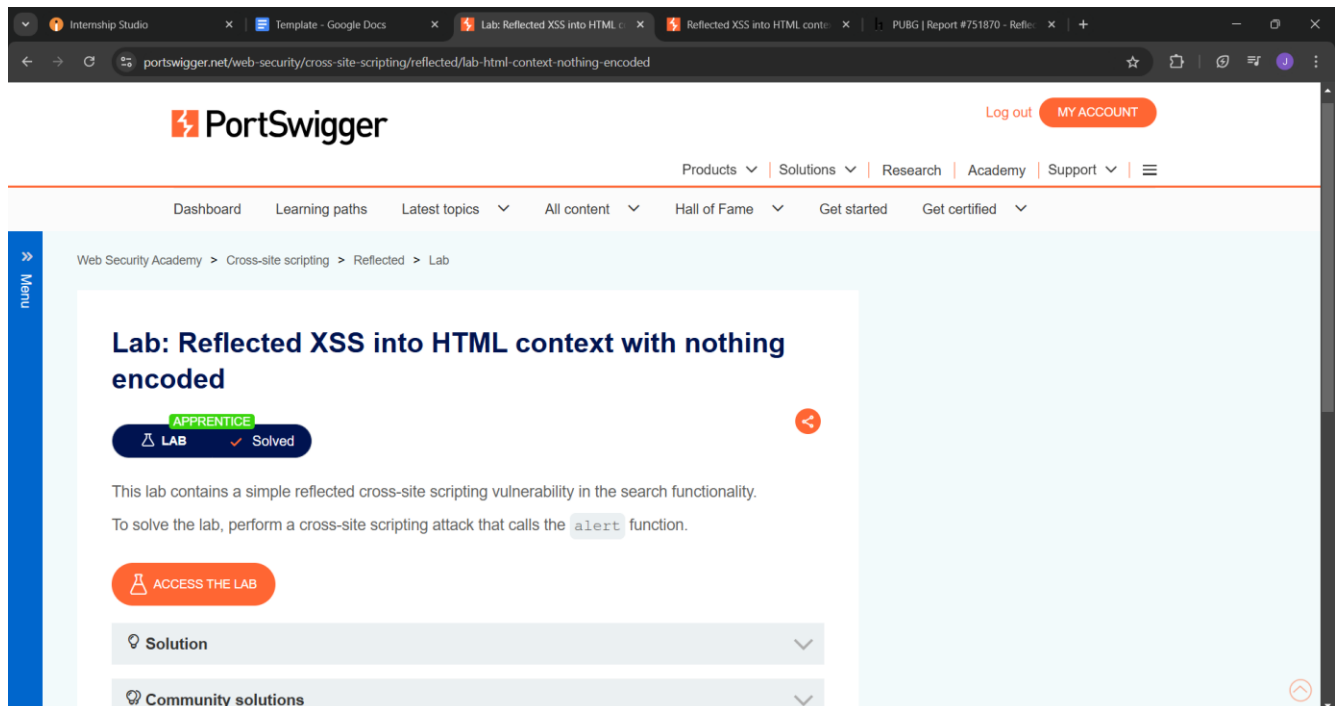 Internship Studio
Template - Google Docs
Lab: Reflected XSS into HTML c
Reflected XSS into HTML conte
PUBG | Report #751870 - Reflec
portswigger.net/web-security/cross-site-scripting/reflected/lab-html-context-nothing-encoded
J
PortSwigger
Log out MY ACCOUNT
Products Solutions Research Academy Support
Dashboard Learning paths Latest topics All content Hall of Fame Get started Get certified
Menu
Web Security Academy > Cross-site scripting > Reflected > Lab
Lab: Reflected XSS into HTML context with nothing
encoded
APPRENTICE
LAB Solved
This lab contains a simple reflected cross-site scripting vulnerability in the search functionality.
To solve the lab, perform a cross-site scripting attack that calls the alert function.
ACCESS THE LAB
Solution
Community solutions